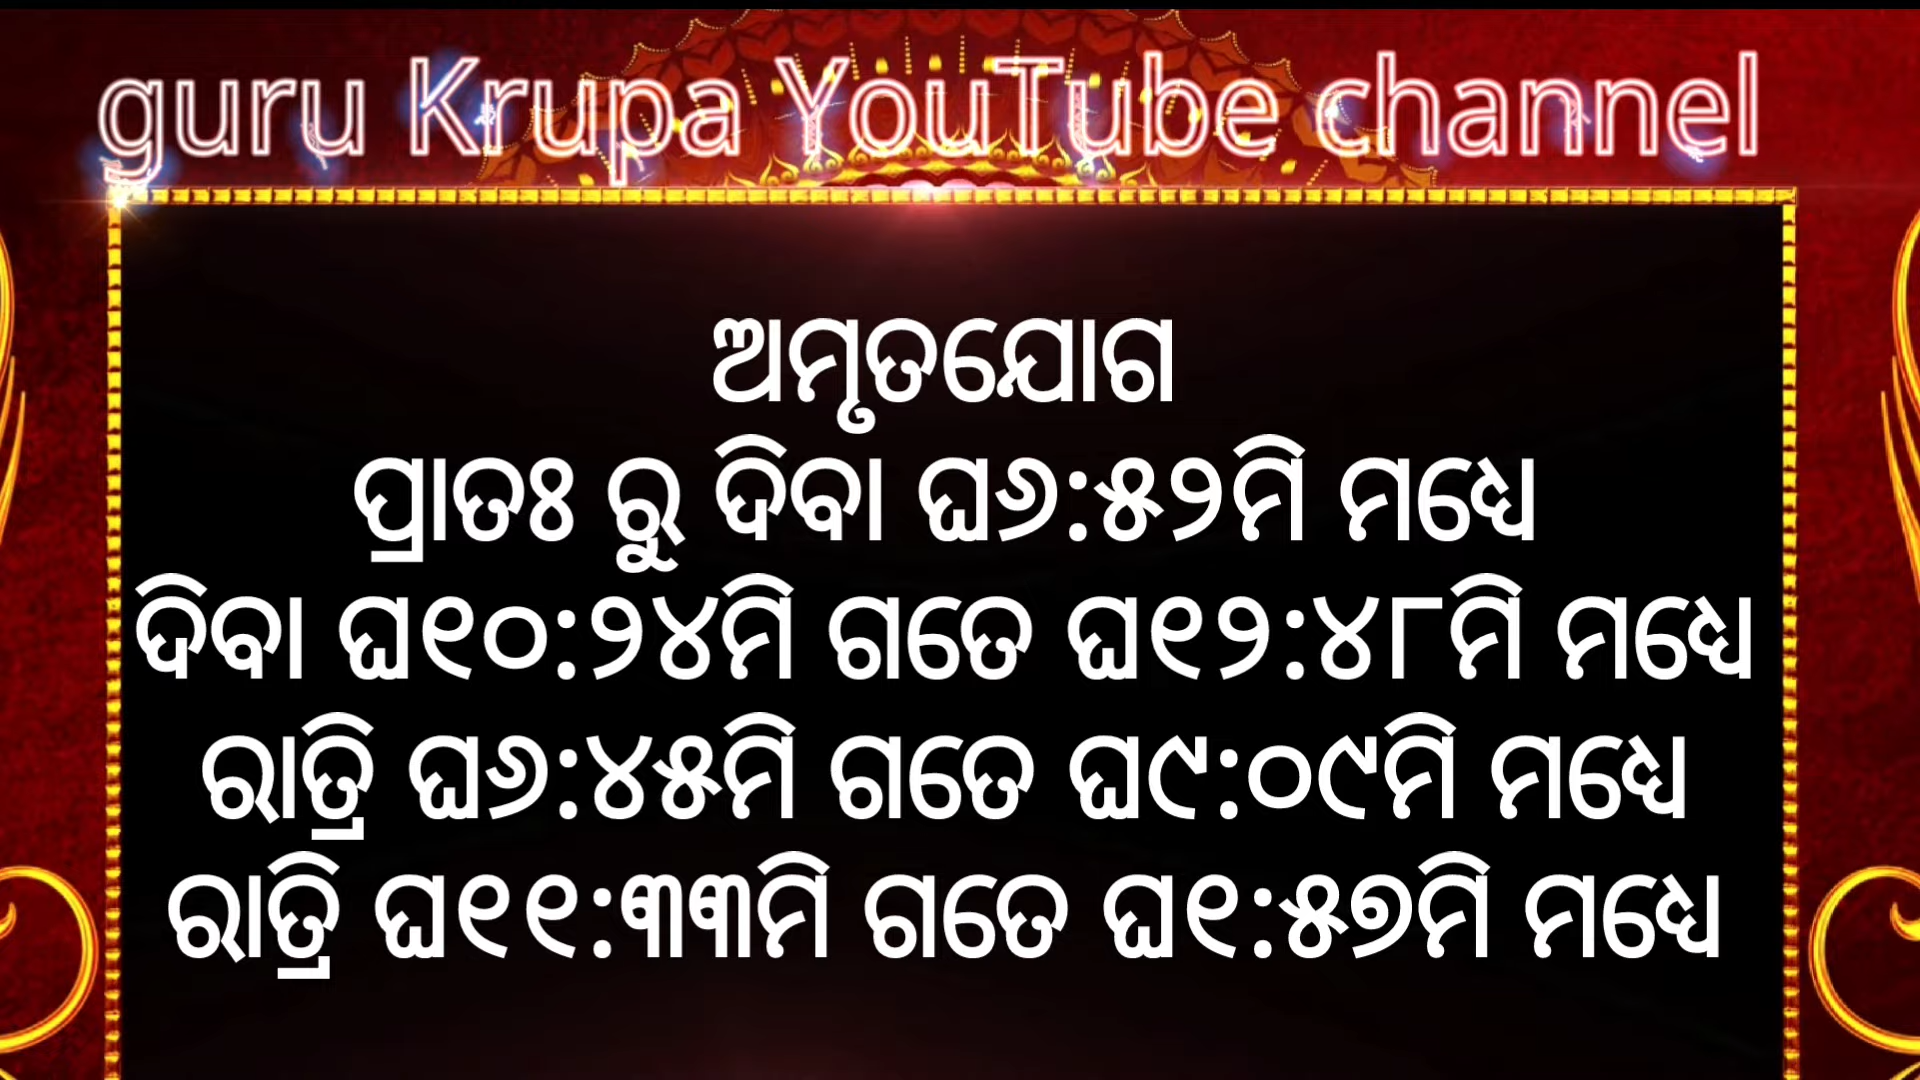 guru Krupa YouTube channel
ଅମୃତଯୋଗ
ପ୍ରାତଃ ରୁ ଦିବା ଘ୬:୫୨ମି ମଧ୍ୟେ
ଦିବା ଘ୧୦:୨୪ମି ଗତେ ଘ୧୨:୪୮ମି ମଧ୍ୟେ
ରାତ୍ରି ଘ୬:୪୫ମି ଗତେ ଘ୯:୦୯ମି ମଧ୍ୟେ
ରାତ୍ରି ଘ୧୧:୩୩ମି ଗତେ ଘ୧:୫୭ମି ମଧ୍ୟେ